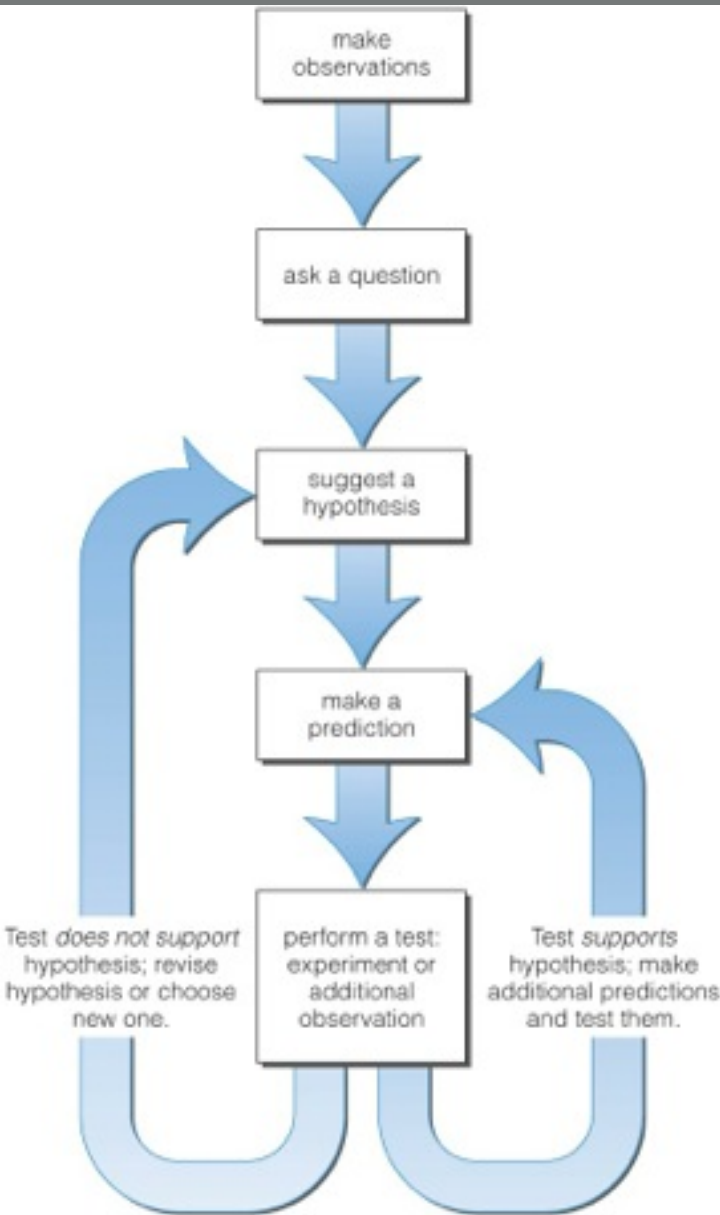 make
observations
ask a question
suggest a
hypothesis
make a
prediction
perform a test:
experiment or
additional
observation
Test does not support
hypothesis; revise
hypothesis or choose
new one.
Test supports
hypothesis; make
additional predictions
and test them.